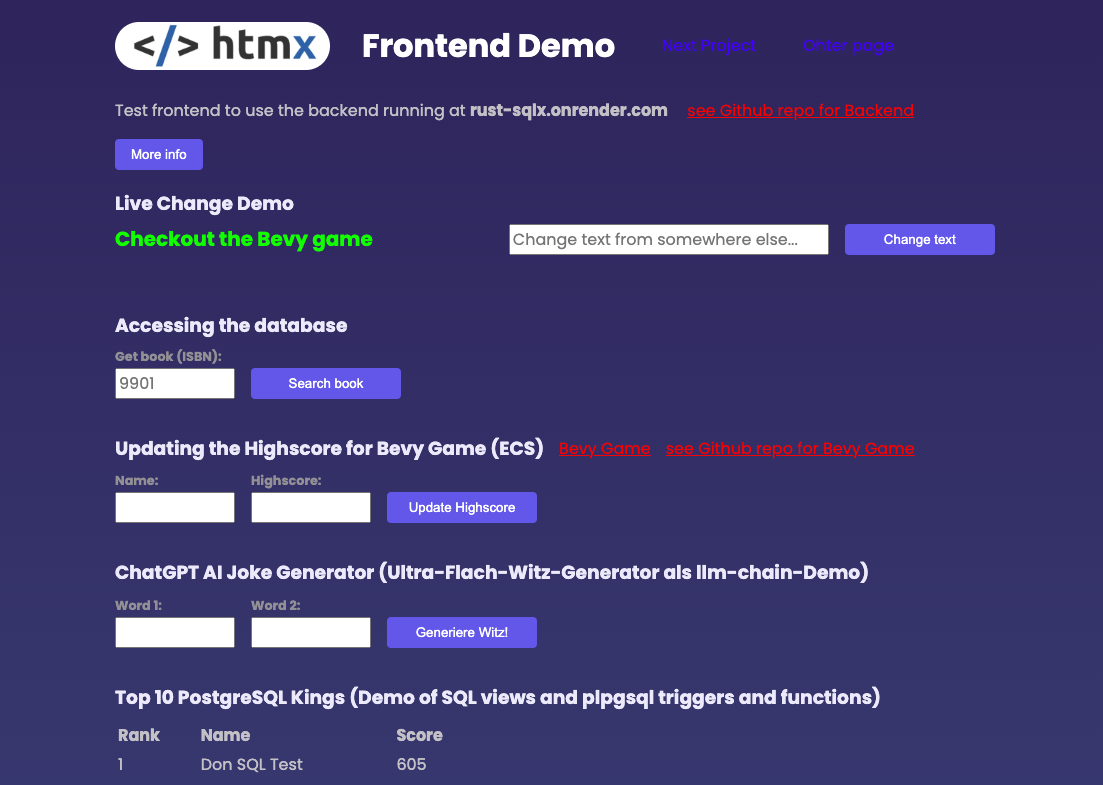 </> htmx Frontend Demo Next Project Ohter page
Test frontend to use the backend running at rust-sqlx.onrender.com see Github repo for Backend
More info
Live Change Demo
Checkout the Bevy game Change text from somewhere else... Change text
Accessing the database
Get book (ISBN):
9901 Search book
Updating the Highscore for Bevy Game (ECS) Bevy Game see Github repo for Bevy Game
Name: Highscore:
Update Highscore
ChatGPT AI Joke Generator (Ultra-Flach-Witz-Generator als llm-chain-Demo)
Word 1: Word 2:
Generiere Witz!
Top 10 PostgreSQL Kings (Demo of SQL views and plpgsql triggers and functions)
Rank Name Score
1 Don SQL Test 605